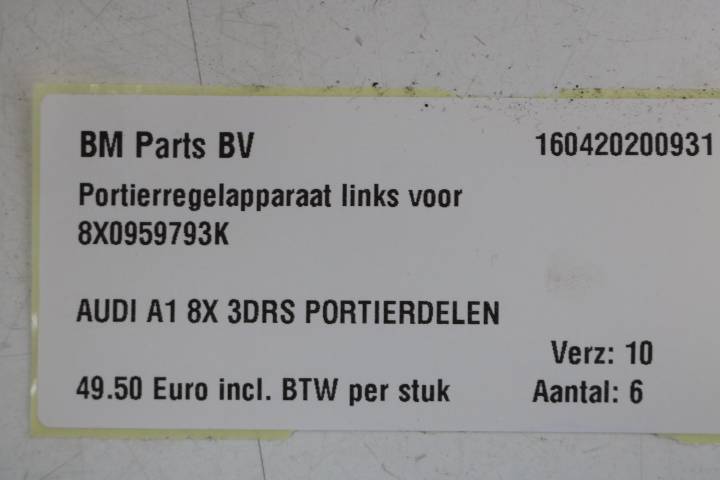 BM Parts BV 160420200931
Portierregelapparaat links voor
8X0959793K
AUDI A1 8X 3DRS PORTIERDELEN
Verz: 10
49.50 Euro incl. BTW per stuk Aantal: 6